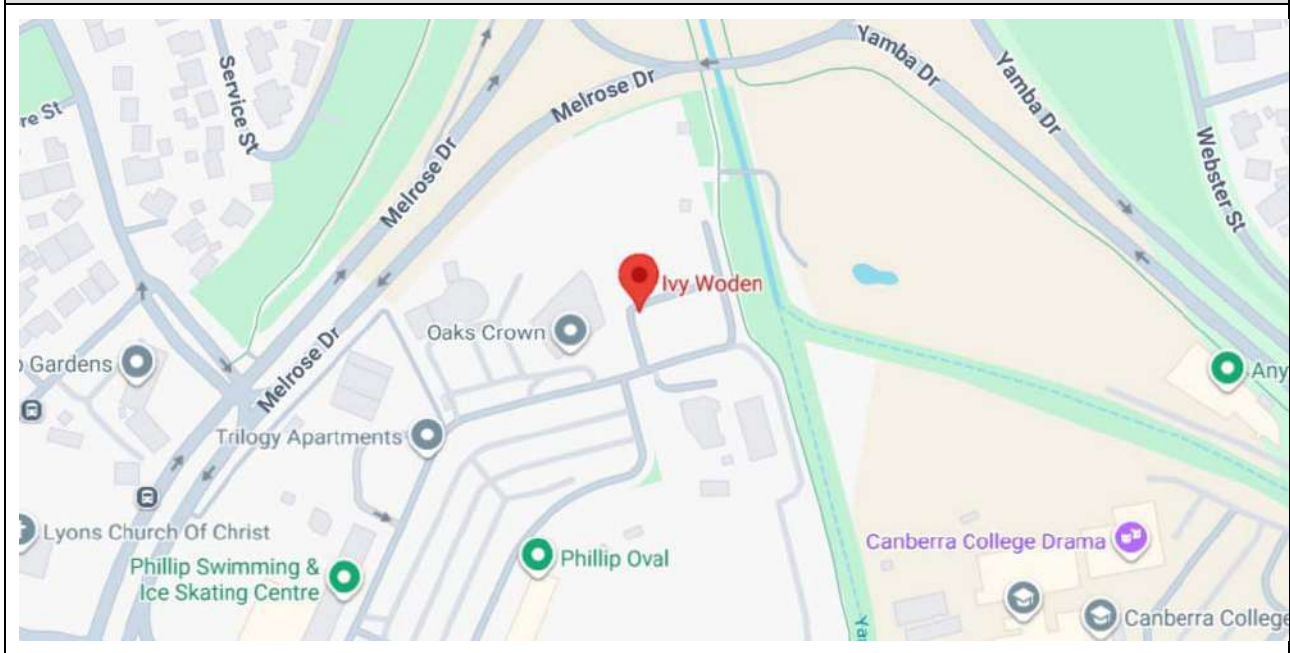 Yamba Dr
Yamba Dr
Melrose Dr
Service St
re St
Webster St
Melrose Dr
Ivy Woden
Oaks Crown
Gardens
Melrose Dr
Any
Trilogy Apartments
Lyons Church Of Christ
Canberra College Drama
Phillip Oval
Phillip Swimming &
Ice Skating Centre
Canberra College
Ya